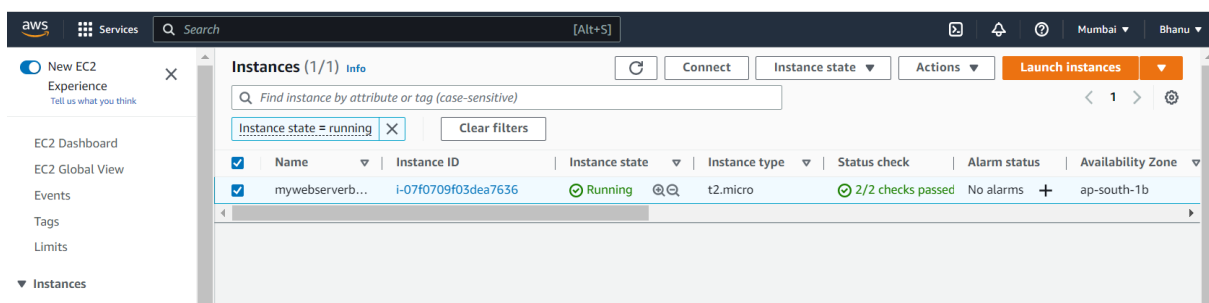 aws Services Search [Alt+S] Mumbai Bhanu
New EC2
Experience
Tell us what you think
EC2 Dashboard
EC2 Global View
Events
Tags
Limits
Instances
Instances (1/1) Info Connect Instance state Actions Launch instances
Find instance by attribute or tag (case-sensitive) 1
Instance state = running Clear filters
Name Instance ID Instance state Instance type Status check Alarm status Availability Zone
mywebserverb... i-07f0709f03dea7636 Running t2.micro 2/2 checks passed No alarms + ap-south-1b